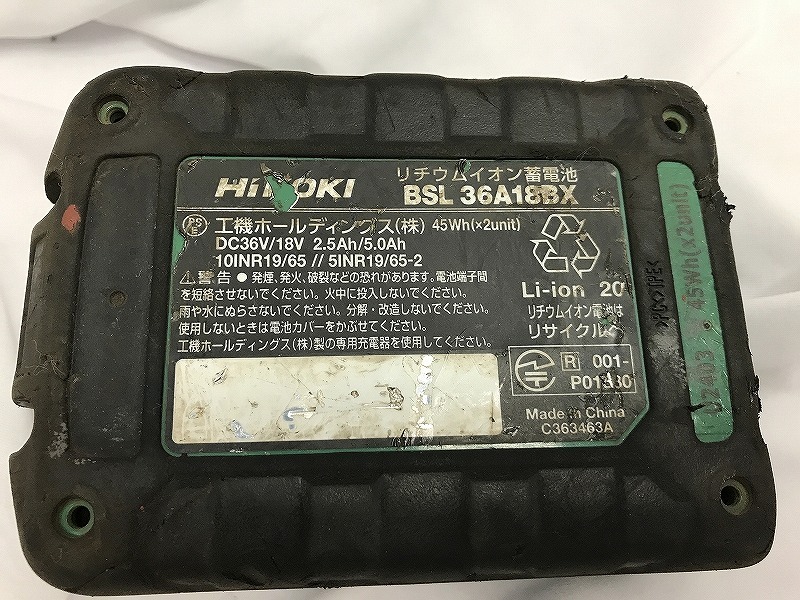 HiKOKI
リチウムイオン蓄電池
BSL 36A18BX
PS
E
工機ホールディングス(株) 45Wh(x2unit)
DC36V/18V 2.5Ah/5.0Ah
10INR19/65 // 5INR19/65-2
⚠警告 ● 発煙、発火、破裂などの恐れがあります。電池端子間
を短絡させないでください。火中に投入しないでください。
雨や水にぬらさないでください。分解・改造しないでください。
使用しないときは電池カバーをかぶせてください。
工機ホールディングス(株)製の専用充電器を使用してください。
Li-ion 20
リチウムイオン電池は
リサイクルへ
R 001-
Made in China
C363463A
45Wh(x2unit)